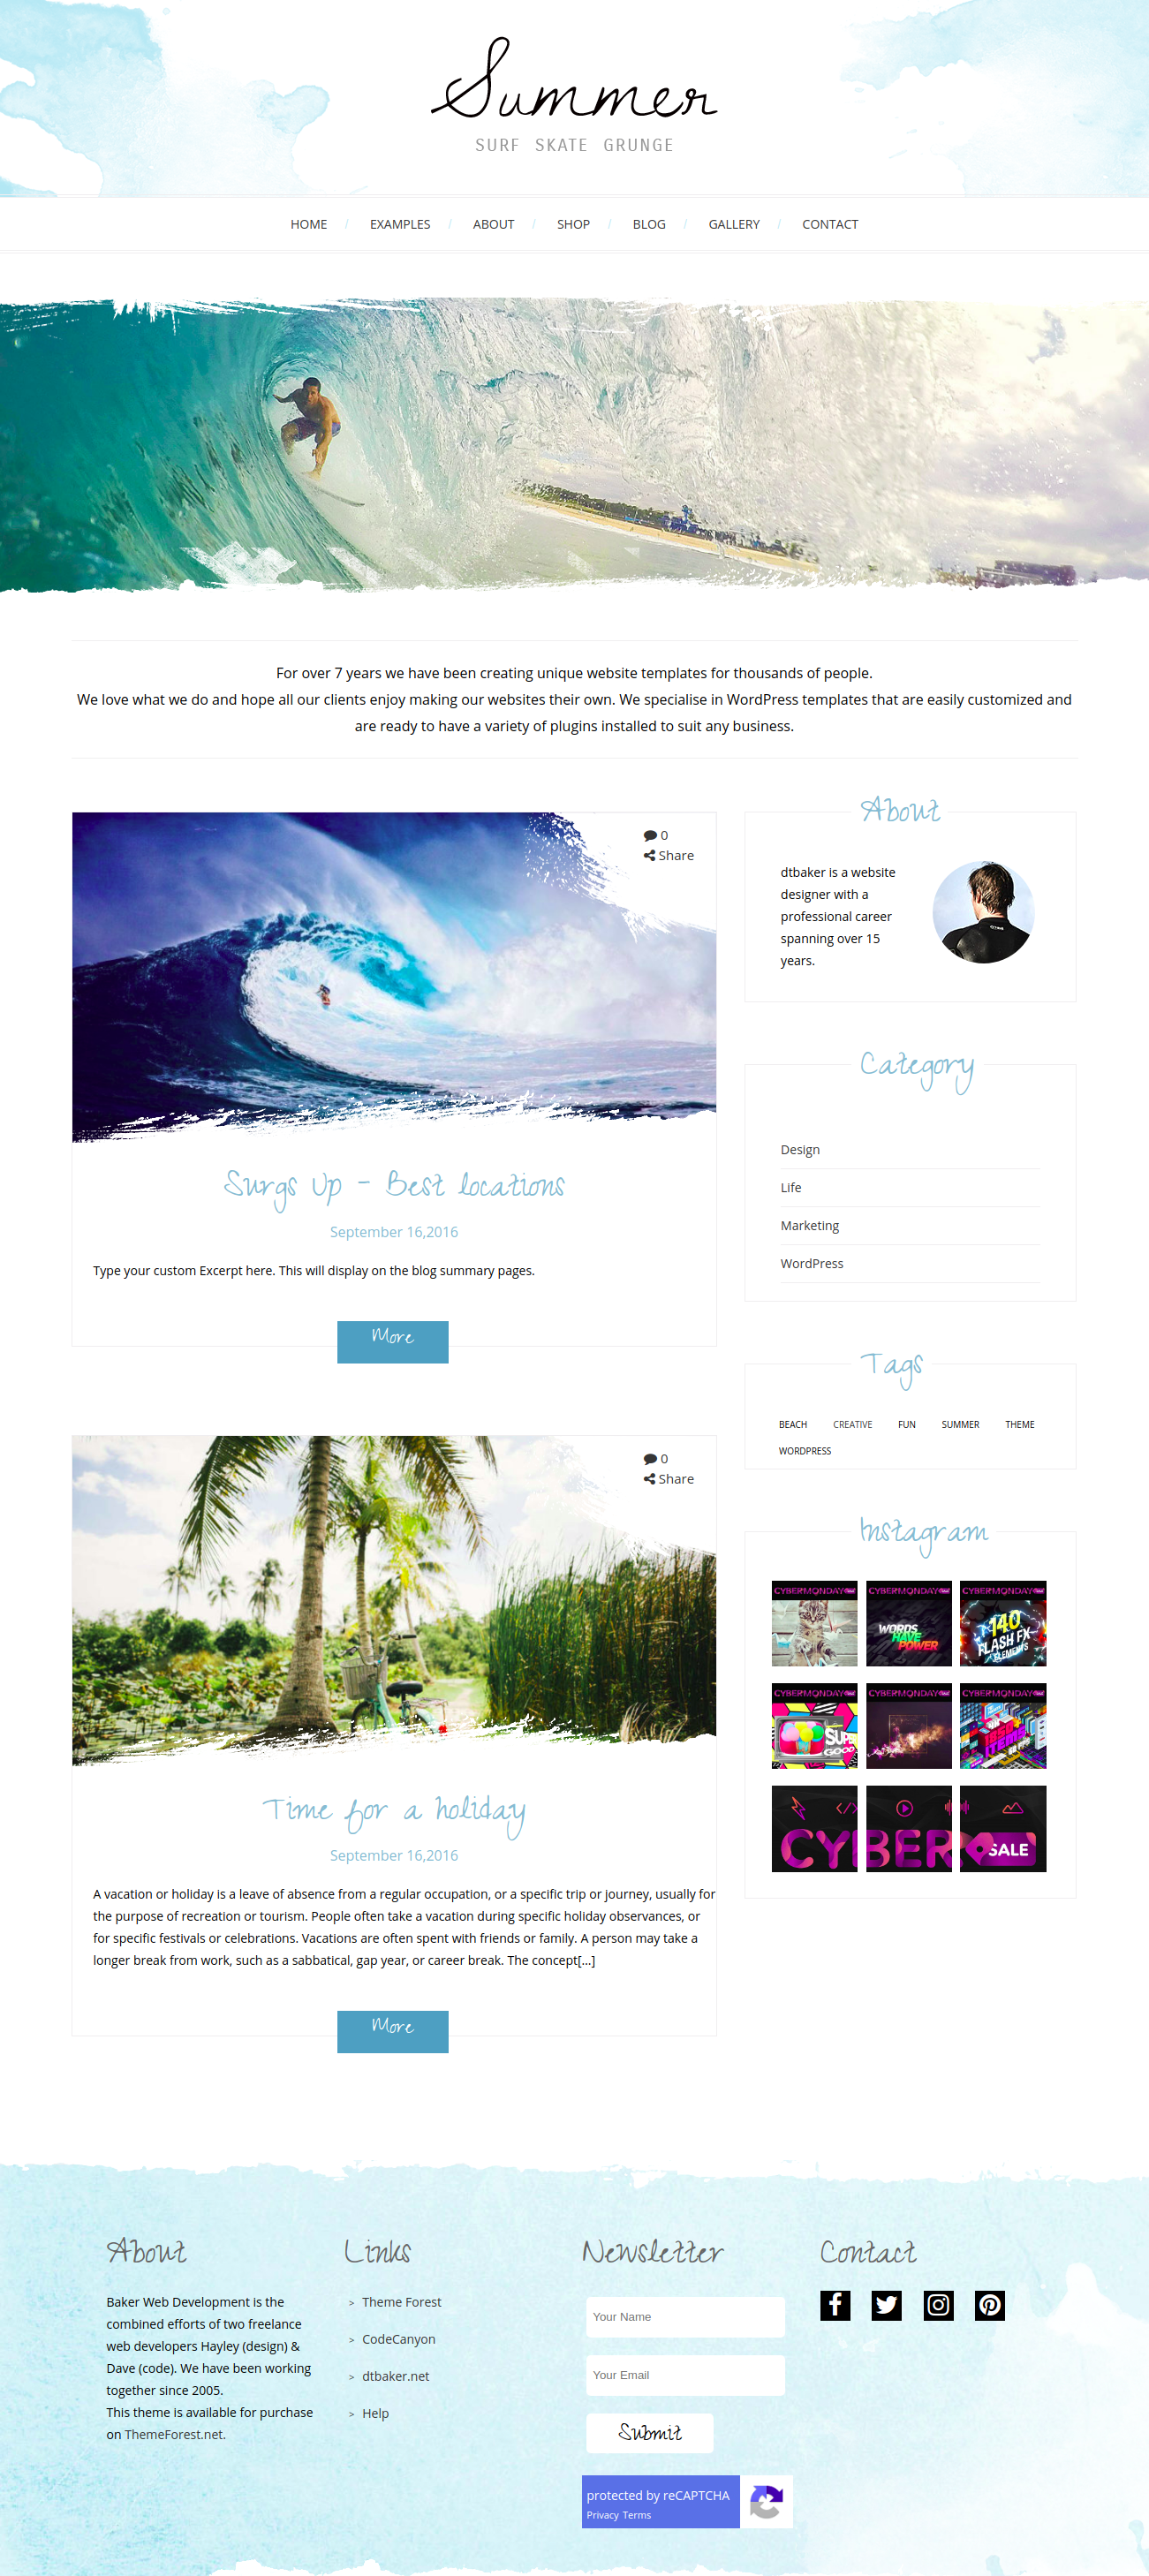 Summer
SURF SKATE GRUNGE
HOME / EXAMPLES / ABOUT / SHOP / BLOG / GALLERY / CONTACT
For over 7 years we have been creating unique website templates for thousands of people.
We love what we do and hope all our clients enjoy making our websites their own. We specialise in WordPress templates that are easily customized and
are ready to have a variety of plugins installed to suit any business.
0
Share
Surgs Up - Best locations
September 16,2016
Type your custom Excerpt here. This will display on the blog summary pages.
More
0
Share
Time for a holiday
September 16,2016
A vacation or holiday is a leave of absence from a regular occupation, or a specific trip or journey, usually for
the purpose of recreation or tourism. People often take a vacation during specific holiday observances, or
for specific festivals or celebrations. Vacations are often spent with friends or family. A person may take a
longer break from work, such as a sabbatical, gap year, or career break. The concept[...]
More
About
dtbaker is a website
designer with a
professional career
spanning over 15
years.
Category
Design
Life
Marketing
WordPress
Tags
BEACH CREATIVE FUN SUMMER THEME
WORDPRESS
Instagram
CYBERMONDAY CYBERMONDAY CYBERMONDAY
WORDS
HAVE
POWER
140
FLASH FX
ELEMENTS
CYBERMONDAY CYBERMONDAY CYBERMONDAY
SUPER
GOOD
CYBER
SALE
About
Baker Web Development is the
combined efforts of two freelance
web developers Hayley (design) &
Dave (code). We have been working
together since 2005.
This theme is available for purchase
on ThemeForest.net.
Links
> Theme Forest
> CodeCanyon
> dtbaker.net
> Help
Newsletter
Your Name
Your Email
Submit
protected by reCAPTCHA
Privacy Terms
Contact